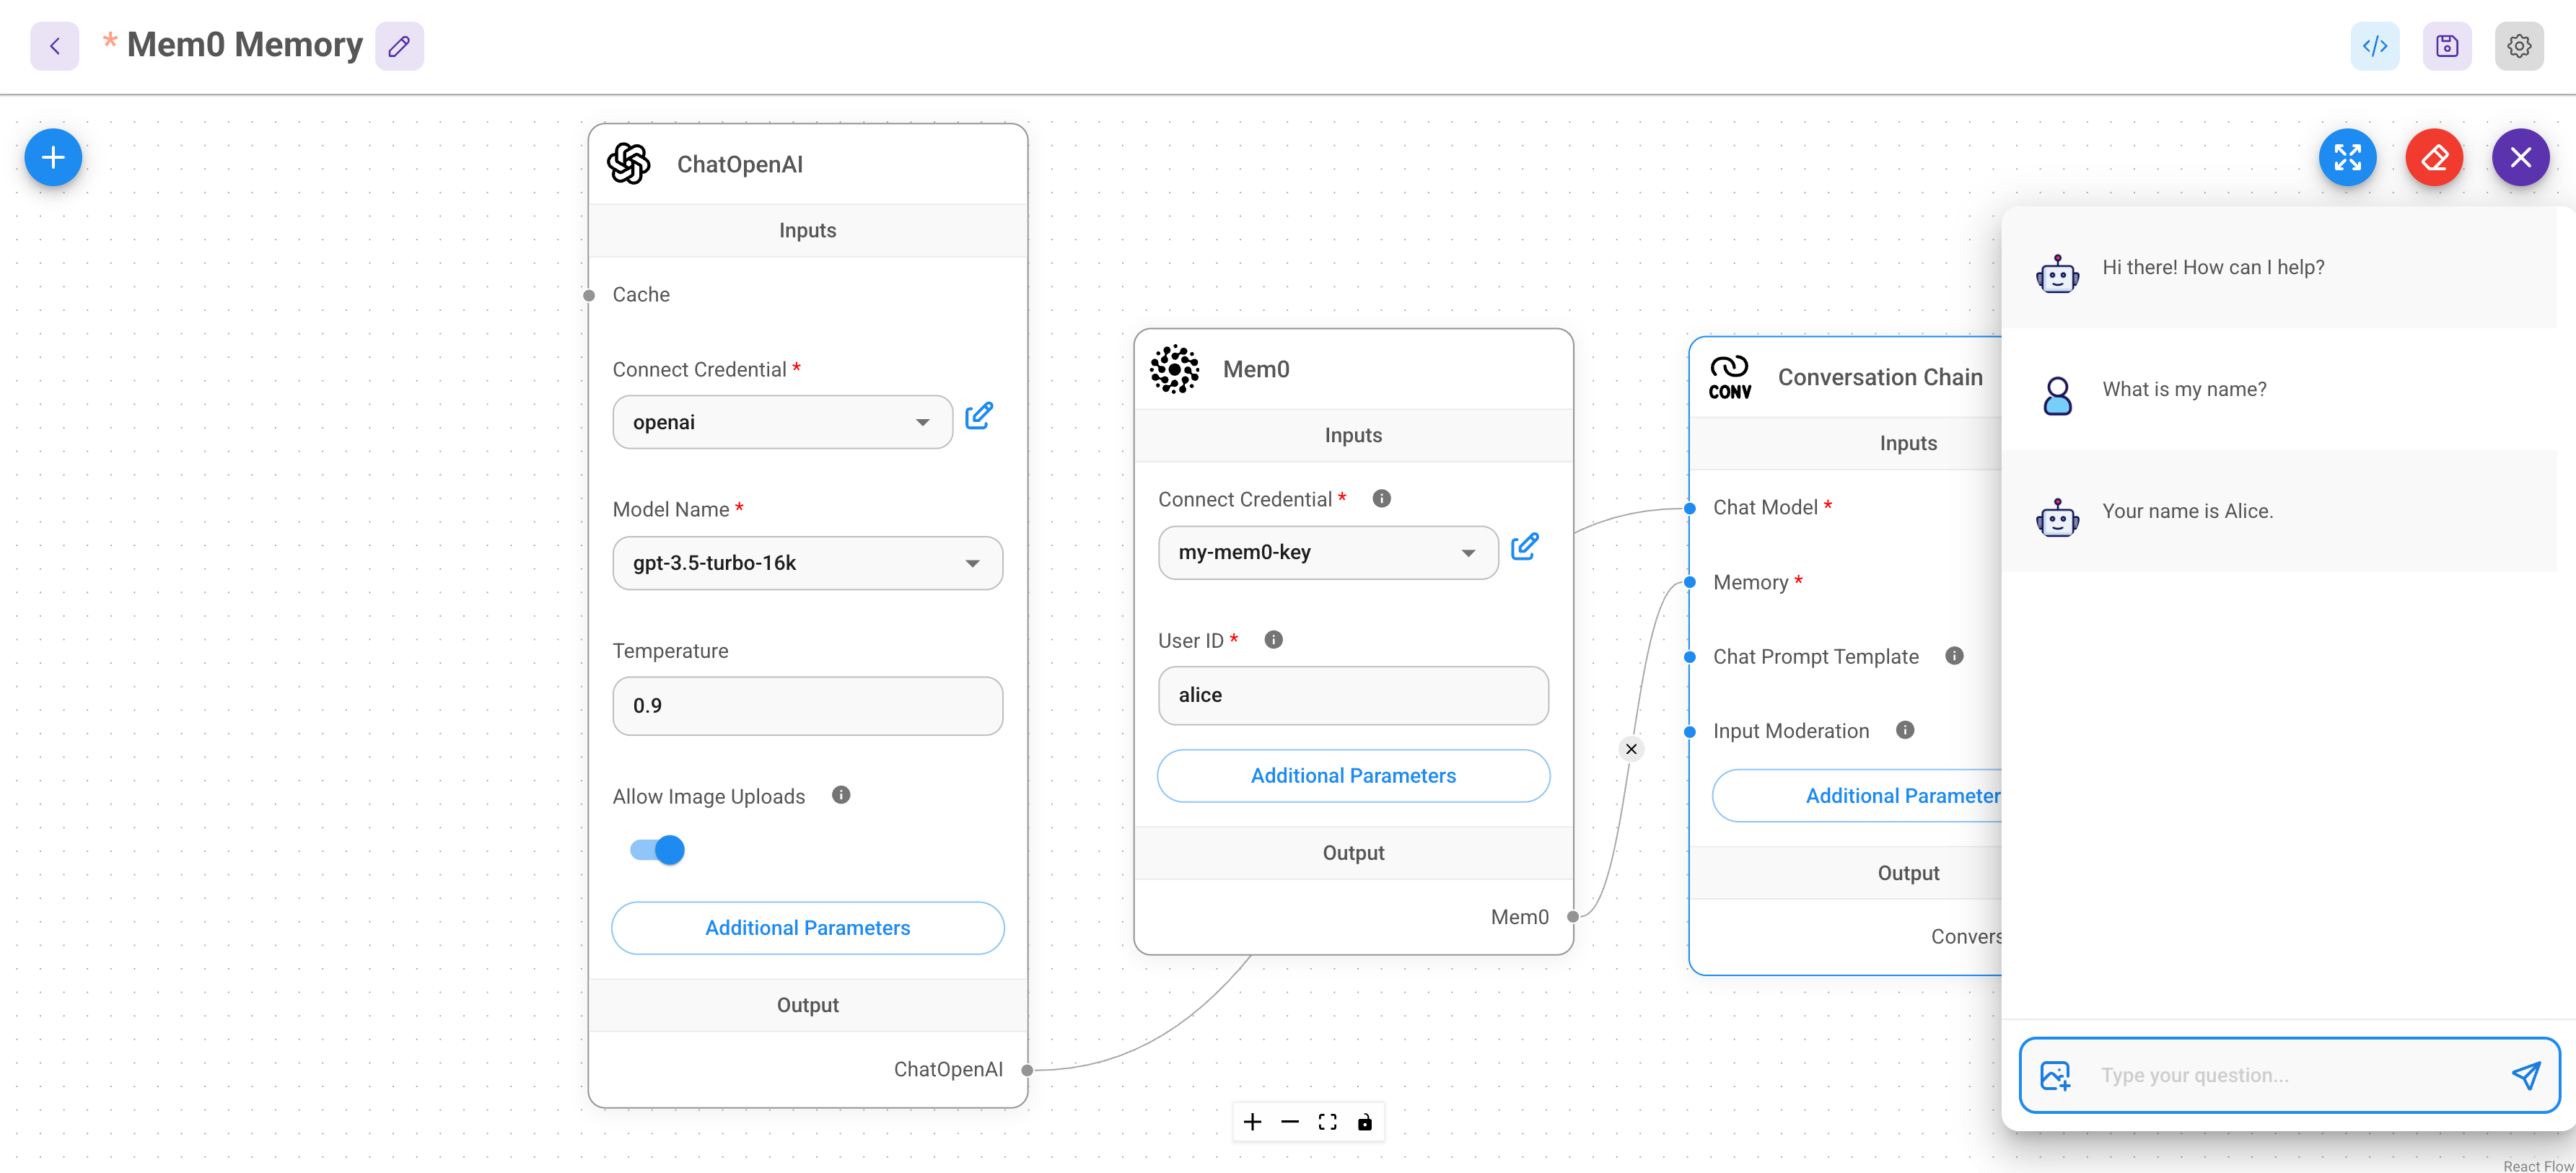 * Mem0 Memory
ChatOpenAI
Inputs
Cache
Connect Credential *
openai
Model Name *
gpt-3.5-turbo-16k
Temperature
0.9
Allow Image Uploads
Additional Parameters
Output
ChatOpenAI
Mem0
Inputs
Connect Credential *
my-mem0-key
User ID *
alice
Additional Parameters
Output
Mem0
CONV
Conversation Chain
Inputs
Chat Model *
Memory *
Chat Prompt Template
Input Moderation
Additional Parameter
Output
Convers
Hi there! How can I help?
What is my name?
Your name is Alice.
Type your question...
React Flow